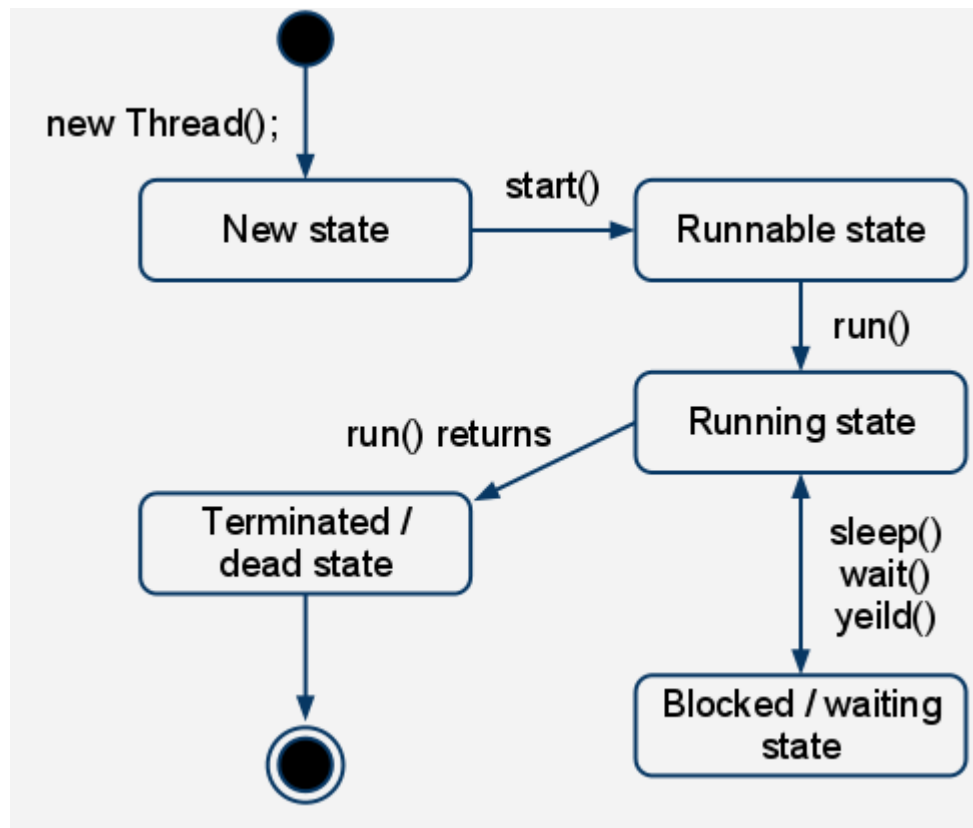 new Thread();
start()
New state
Runnable state
run()
Running state
run() returns
Terminated /
dead state
sleep()
wait()
yeild()
Blocked / waiting
state